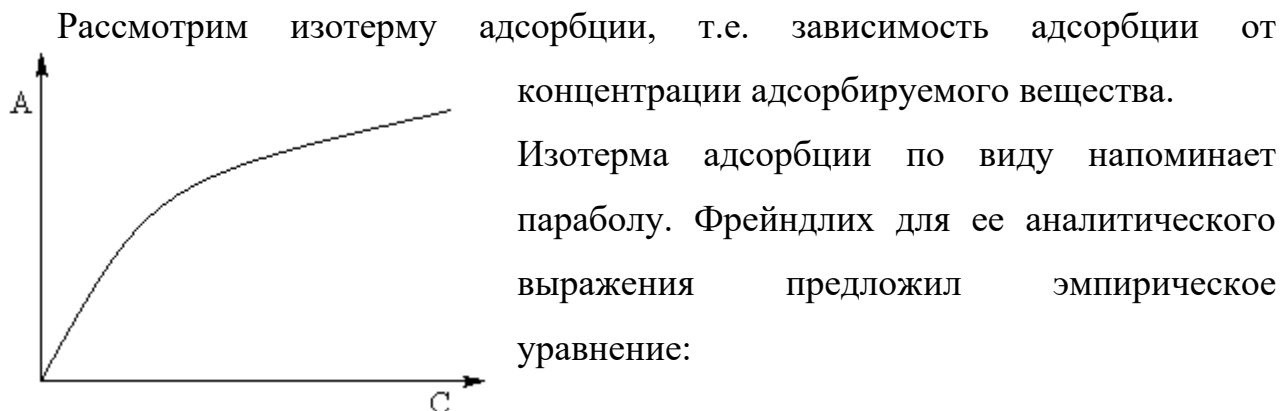 Рассмотрим изотерму адсорбции, т.е. зависимость адсорбции от
концентрации адсорбируемого вещества.
Изотерма адсорбции по виду напоминает
параболу. Фрейндлих для ее аналитического
выражения предложил эмпирическое
уравнение:
A
C